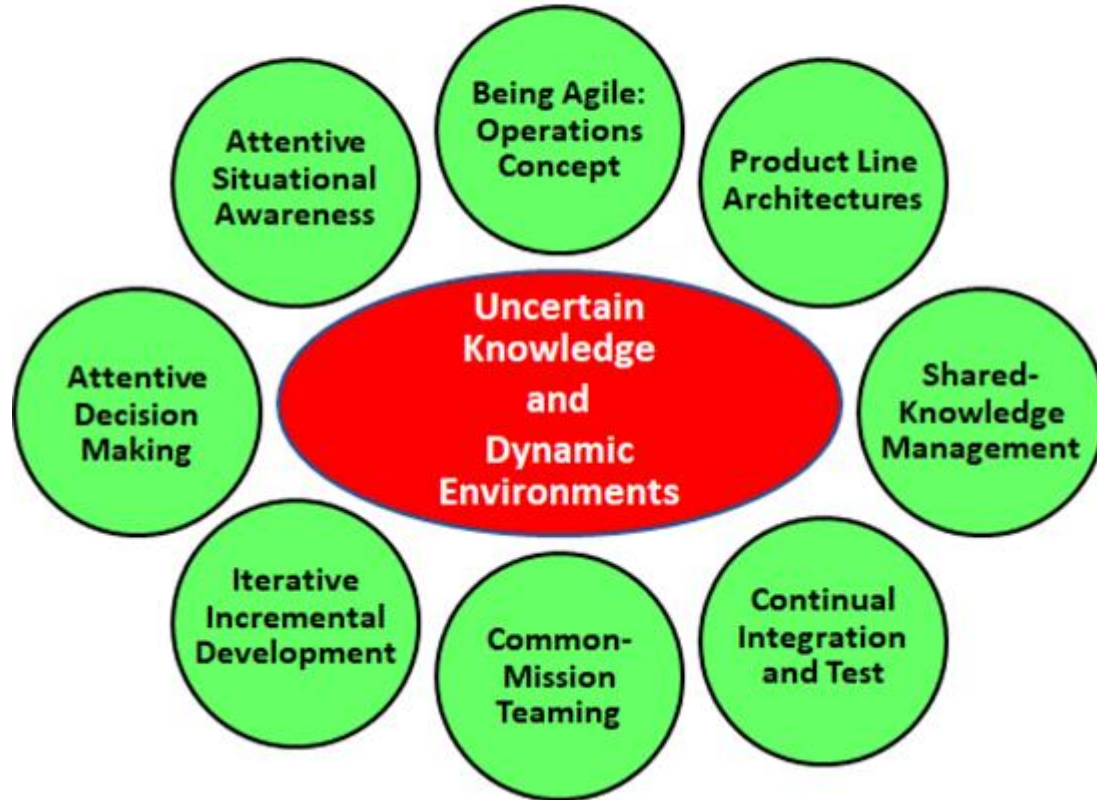 Being Agile:
Operations
Concept
Attentive
Situational
Awareness
Product Line
Architectures
Uncertain
Knowledge
and
Dynamic
Environments
Attentive
Decision
Making
Shared-
Knowledge
Management
Iterative
Incremental
Development
Common-
Mission
Teaming
Continual
Integration
and Test